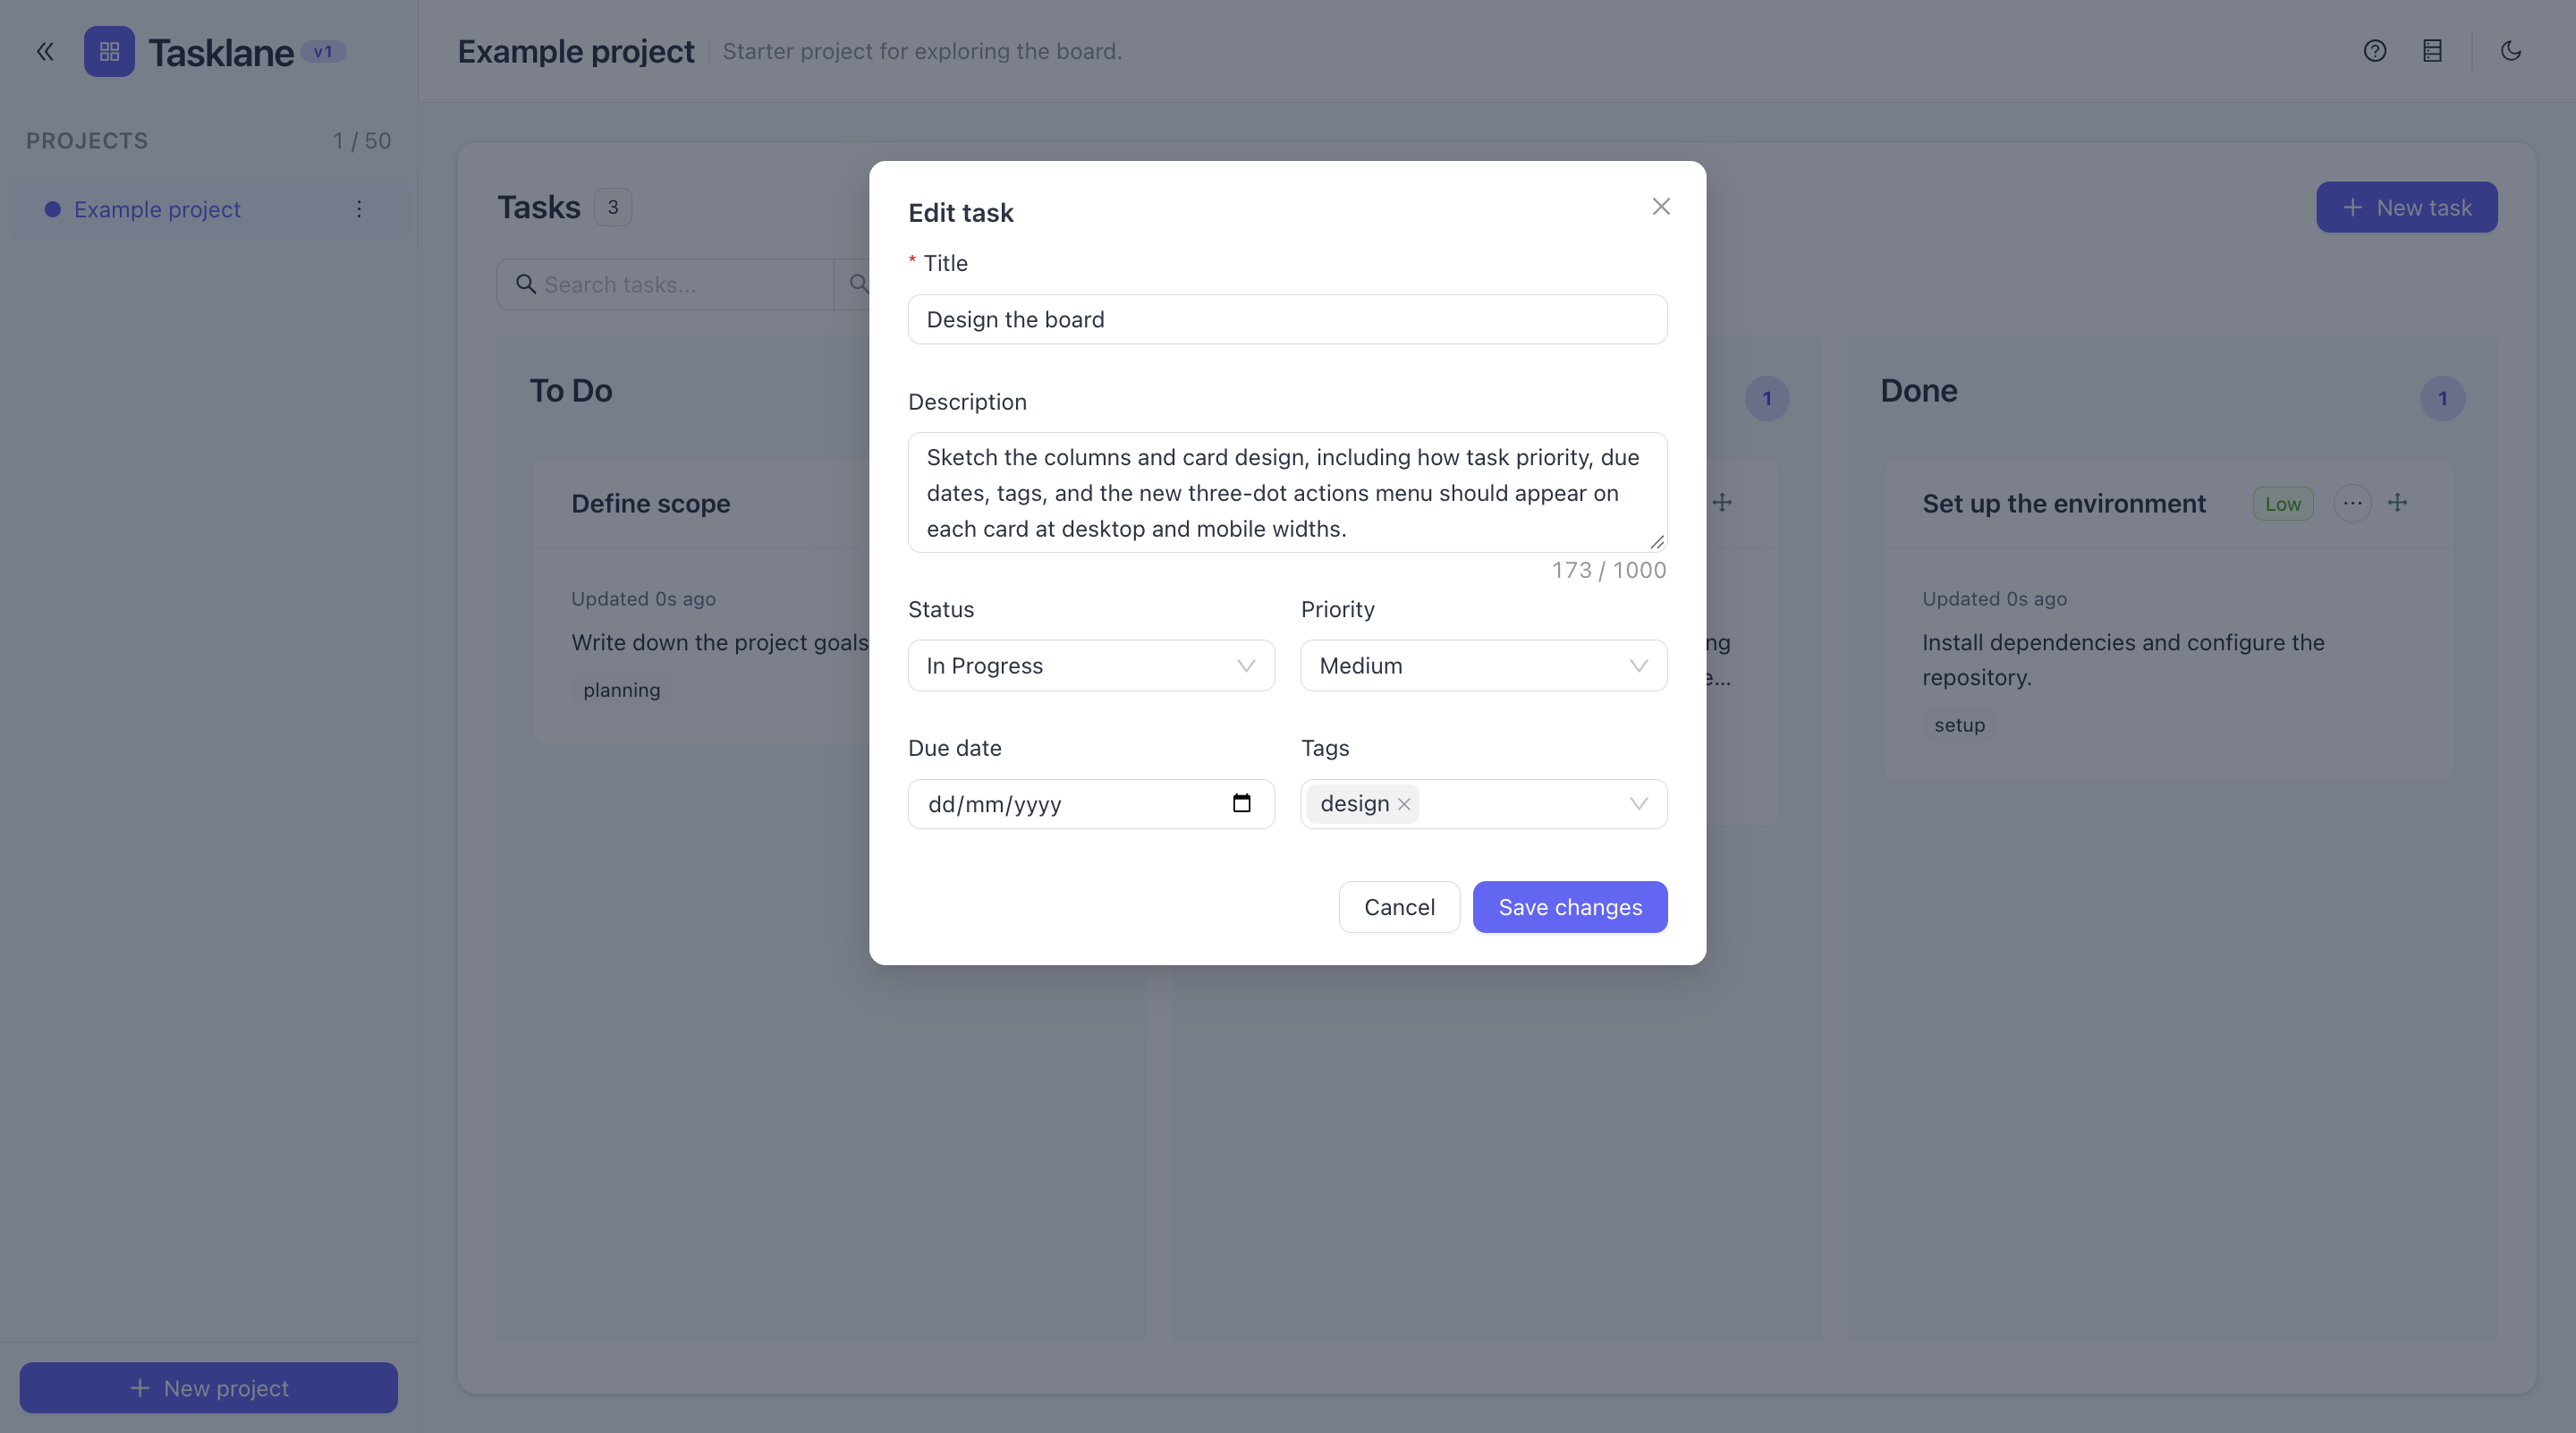 Tasklane v1
Example project
Starter project for exploring the board.
PROJECTS 1 / 50
Example project
Tasks 3
New task
Search tasks...
To Do
1
Done 1
Define scope
Updated 0s ago
Write down the project goals
planning
ng
e...
Set up the environment Low
Updated 0s ago
Install dependencies and configure the
repository.
setup
Edit task
* Title
Design the board
Description
Sketch the columns and card design, including how task priority, due
dates, tags, and the new three-dot actions menu should appear on
each card at desktop and mobile widths.
173 / 1000
Status Priority
In Progress Medium
Due date Tags
dd/mm/yyyy design
Cancel Save changes
New project